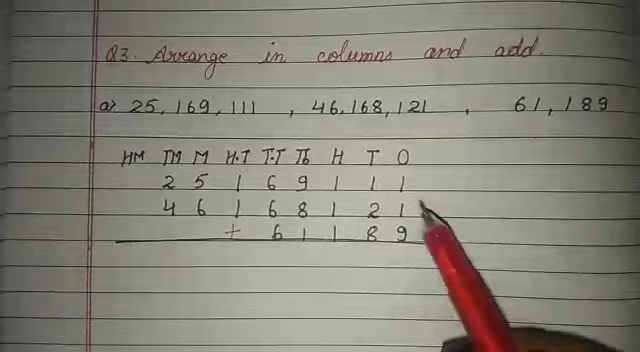 Q3. Arrange in columns and add.
a) 25,169,111 , 46,168,121 , 61,189
HM TM M H.T T.T Th H T O
2 5 1 6 9 1 1 1
4 6 1 6 8 1 2 1
+ 6 1 1 8 9